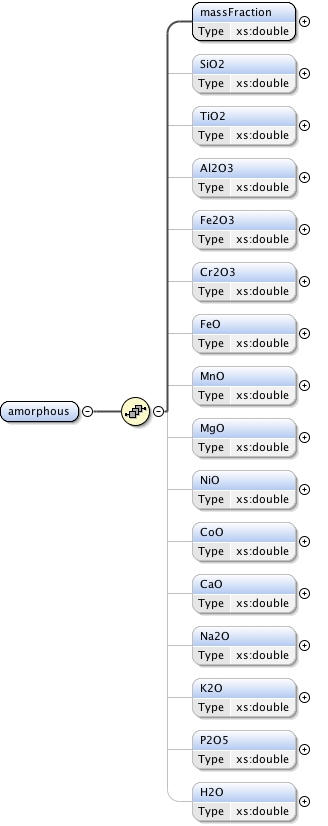 massFraction
Type xs:double
SiO2
Type xs:double
TiO2
Type xs:double
Al2O3
Type xs:double
Fe2O3
Type xs:double
Cr2O3
Type xs:double
FeO
Type xs:double
MnO
Type xs:double
amorphous
MgO
Type xs:double
NiO
Type xs:double
CoO
Type xs:double
CaO
Type xs:double
Na2O
Type xs:double
K2O
Type xs:double
P2O5
Type xs:double
H2O
Type xs:double